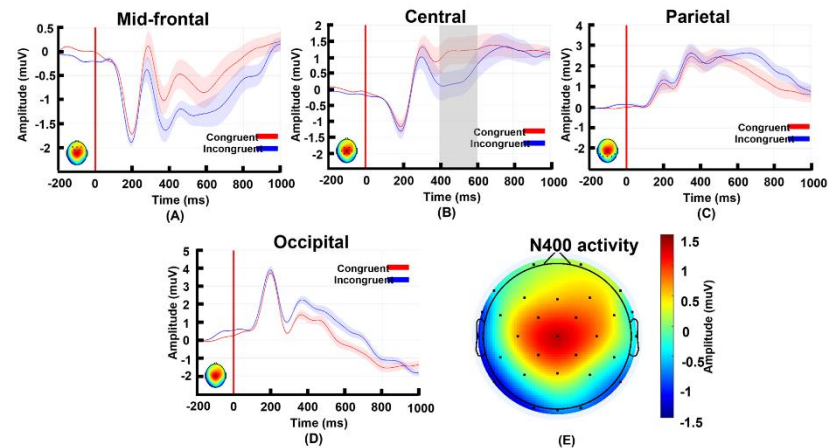 Mid-frontal
Amplitude (muV)
0.5
0
-0.5
-1
-1.5
-2
Congruent
Incongruent
-200 0 200 400 600 800 1000
Time (ms)
(A)
Central
Amplitude (muV)
2
1.5
1
0.5
0
-0.5
-1
-1.5
-2
Congruent
Incongruent
-200 0 200 400 600 800 1000
Time (ms)
(B)
Parietal
Amplitude (muV)
4
3
2
1
0
-1
-2
Congruent
Incongruent
-200 0 200 400 600 800 1000
Time (ms)
(C)
Occipital
Amplitude (muV)
5
4
3
2
1
0
-1
-2
Congruent
Incongruent
-200 0 200 400 600 800 1000
Time (ms)
(D)
N400 activity
1.5
1
0.5
0
-0.5
-1
-1.5
Amplitude (muV)
(E)